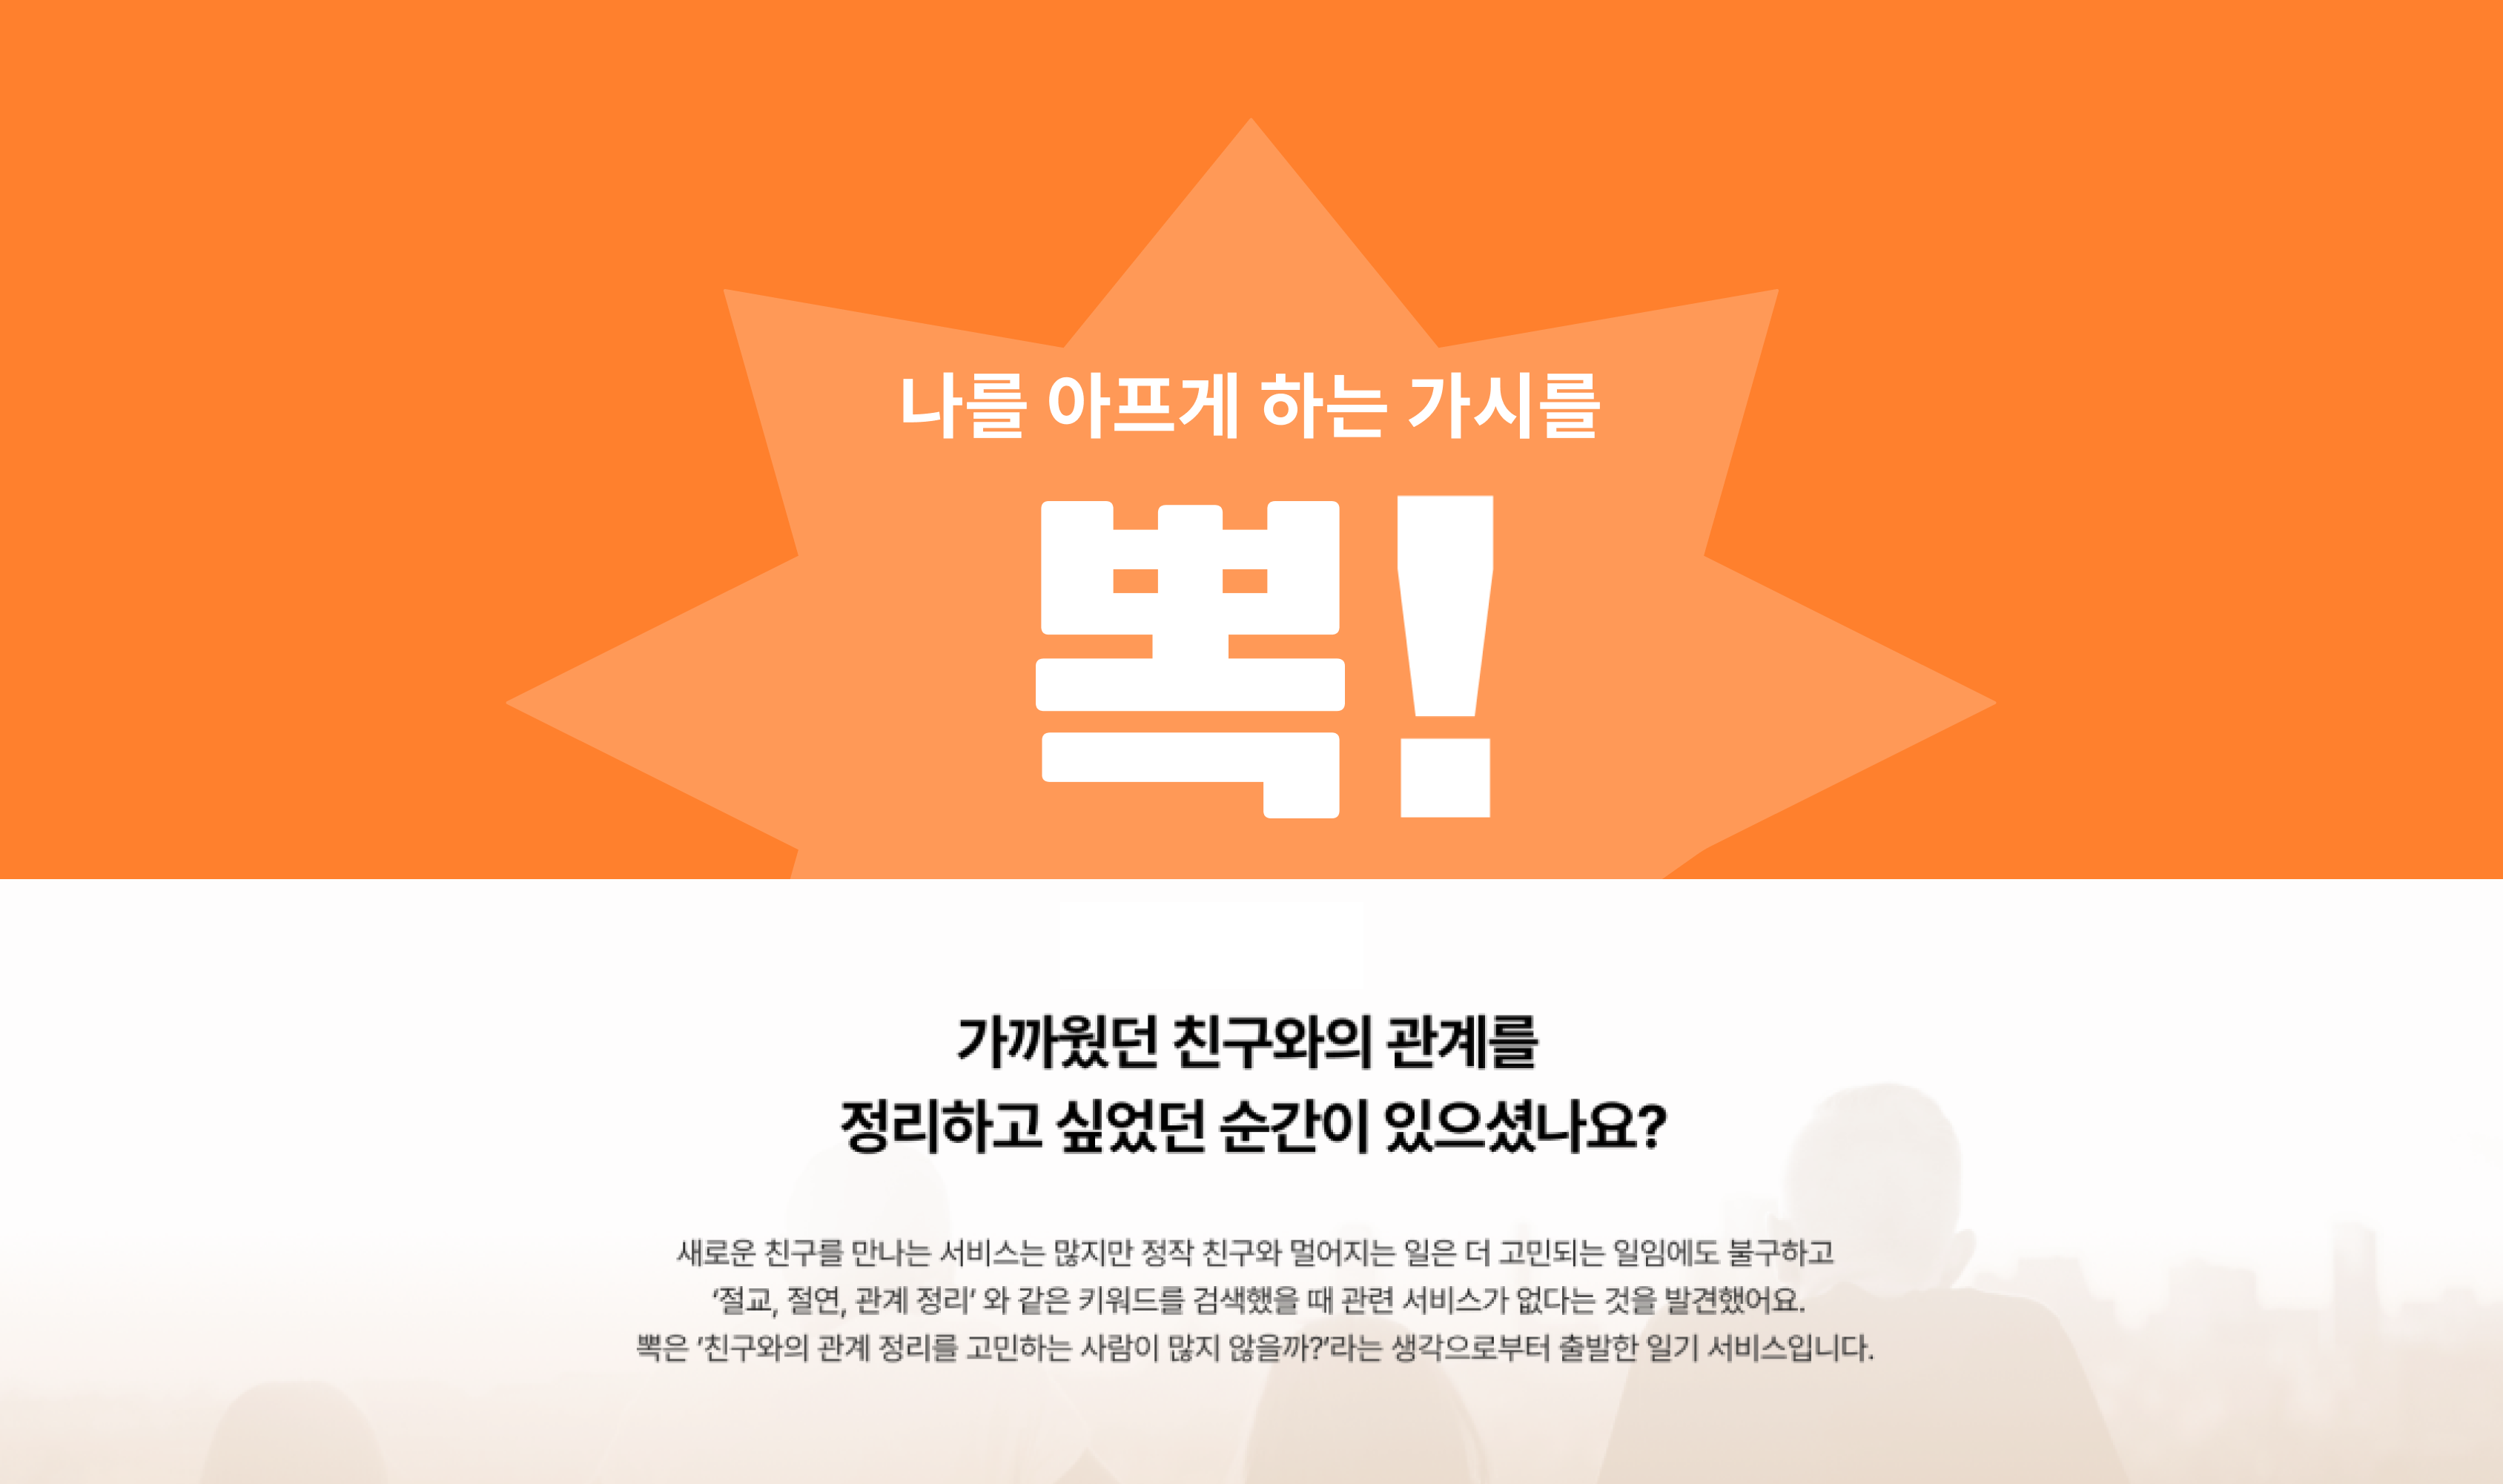 나를 아프게 하는 가시를
뽁!
가까웠던 친구와의 관계를
정리하고 싶었던 순간이 있으셨나요?
새로운 친구를 만나는 서비스는 많지만 정작 친구와 멀어지는 일은 더 고민되는 일임에도 불구하고
‘절교, 절연, 관계 정리’ 와 같은 키워드를 검색했을 때 관련 서비스가 없다는 것을 발견했어요.
뽁은 ‘친구와의 관계 정리를 고민하는 사람이 많지 않을까?’라는 생각으로부터 출발한 일기 서비스입니다.